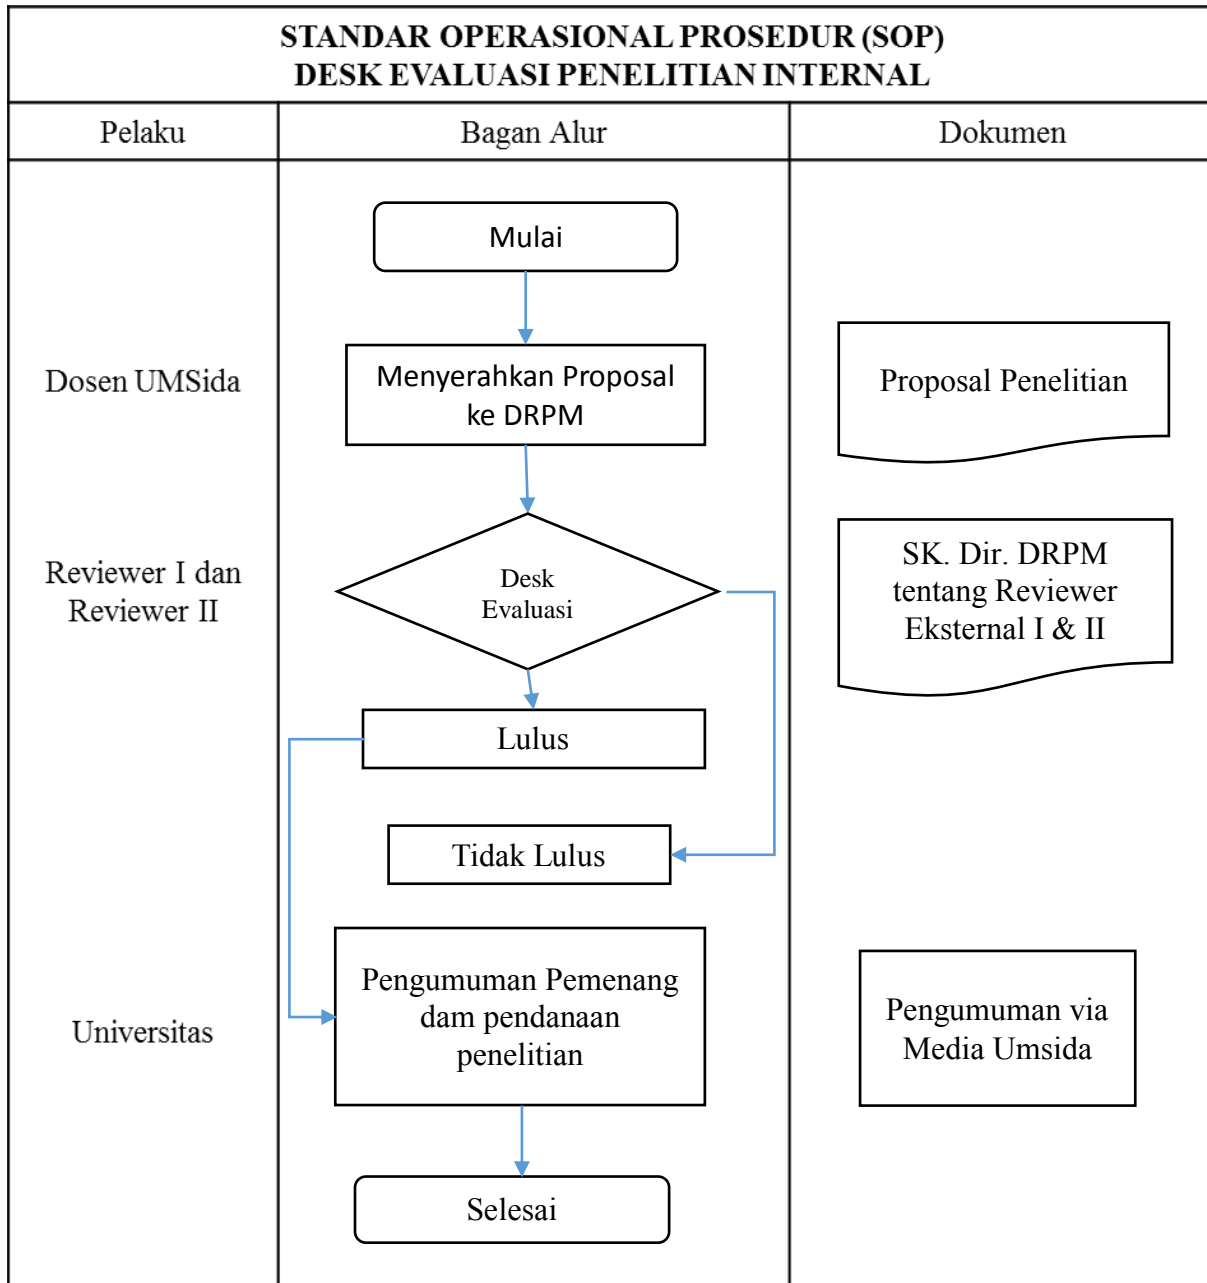 STANDAR OPERASIONAL PROSEDUR (SOP)
DESK EVALUASI PENELITIAN INTERNAL
Pelaku
Bagan Alur
Dokumen
Mulai
Dosen UMSida
Menyerahkan Proposal
ke DRPM
Proposal Penelitian
Reviewer I dan
Reviewer II
Desk
Evaluasi
SK. Dir. DRPM
tentang Reviewer
Eksternal I & II
Lulus
Tidak Lulus
Universitas
Pengumuman Pemenang
dam pendanaan
penelitian
Pengumuman via
Media Umsida
Selesai